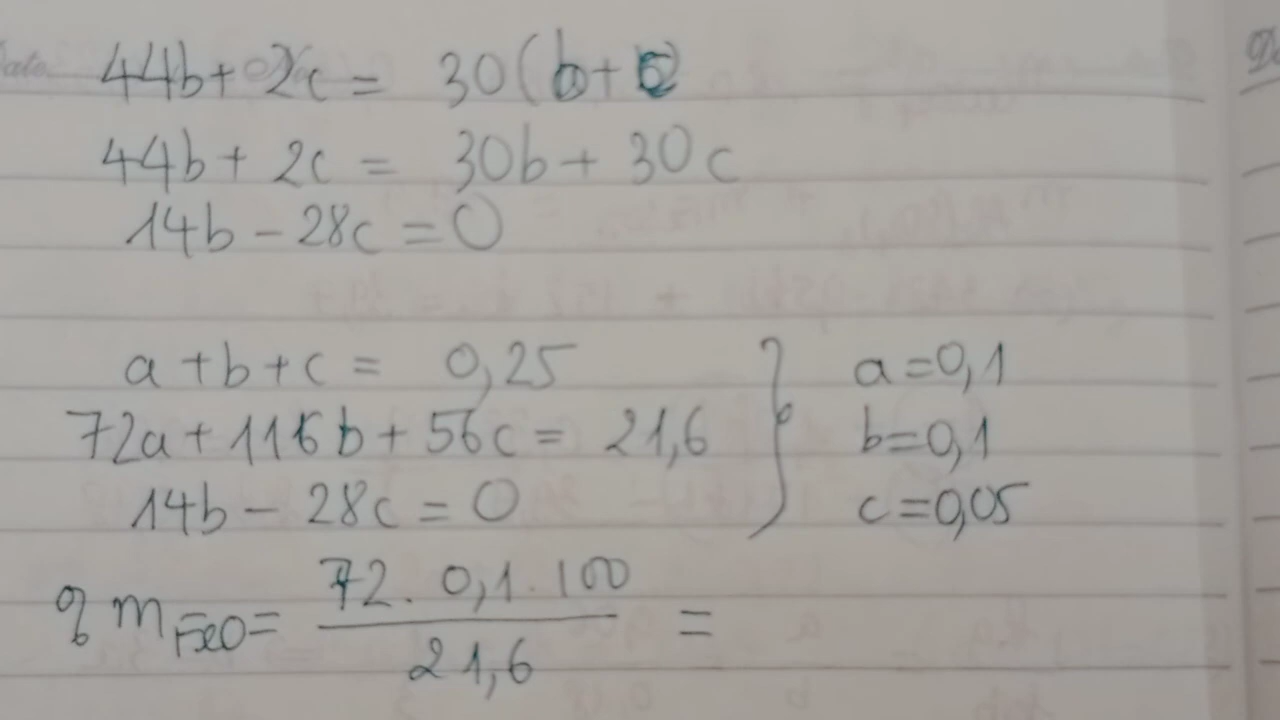 44b + 2c = 30(b+c)
44b + 2c = 30b + 30c
14b - 28c = 0
a + b + c = 0,25 a = 0,1
72a + 116b + 56c = 21,6 b = 0,1
14b - 28c = 0 c = 0,05
% m FeO = 72 . 0,1 . 100 / 21,6 =